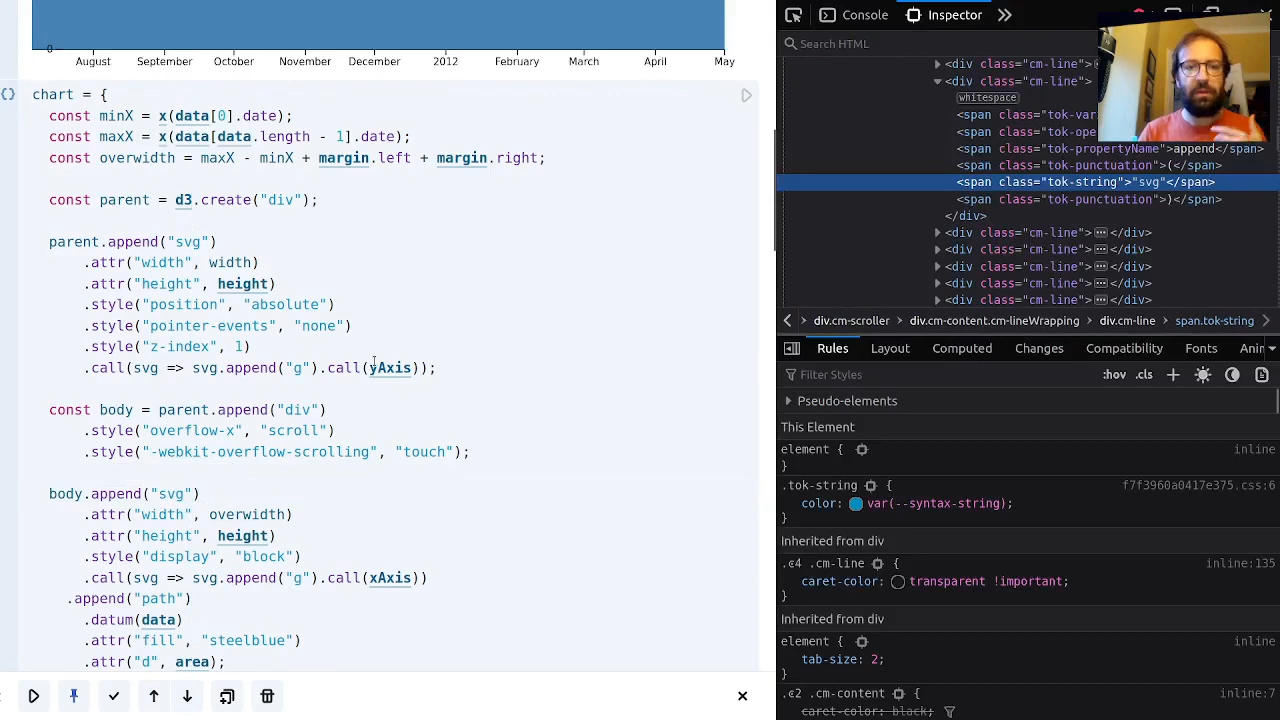 0
August September October November December 2012 February March April May
chart = {
const minX = x(data[0].date);
const maxX = x(data[data.length - 1].date);
const overwidth = maxX - minX + margin.left + margin.right;
const parent = d3.create("div");
parent.append("svg")
.attr("width", width)
.attr("height", height)
.style("position", "absolute")
.style("pointer-events", "none")
.style("z-index", 1)
.call(svg => svg.append("g").call(yAxis));
const body = parent.append("div")
.style("overflow-x", "scroll")
.style("-webkit-overflow-scrolling", "touch");
body.append("svg")
.attr("width", overwidth)
.attr("height", height)
.style("display", "block")
.call(svg => svg.append("g").call(xAxis))
.append("path")
.datum(data)
.attr("fill", "steelblue")
.attr("d", area);
Console Inspector
Search HTML
<div class="cm-line">
<div class="cm-line">
whitespace
<span class="tok-var
<span class="tok-ope
<span class="tok-propertyName">append</span>
<span class="tok-punctuation">(</span>
<span class="tok-string">"svg"</span>
<span class="tok-punctuation">)</span>
</div>
<div class="cm-line"> </div>
<div class="cm-line"> </div>
<div class="cm-line"> </div>
<div class="cm-line"> </div>
<div class="cm-line"> </div>
div.cm-scroller div.cm-content.cm-lineWrapping div.cm-line span.tok-string
Rules Layout Computed Changes Compatibility Fonts Ani
Filter Styles :hov .cls
Pseudo-elements
This Element
element { inline
}
.tok-string { f7f3960a0417e375.css:6
color: var(--syntax-string);
}
Inherited from div
.ͼ4 .cm-line { inline:135
caret-color: transparent !important;
}
Inherited from div
element { inline
tab-size: 2;
}
.ͼ2 .cm-content { inline:7
caret-color: black;